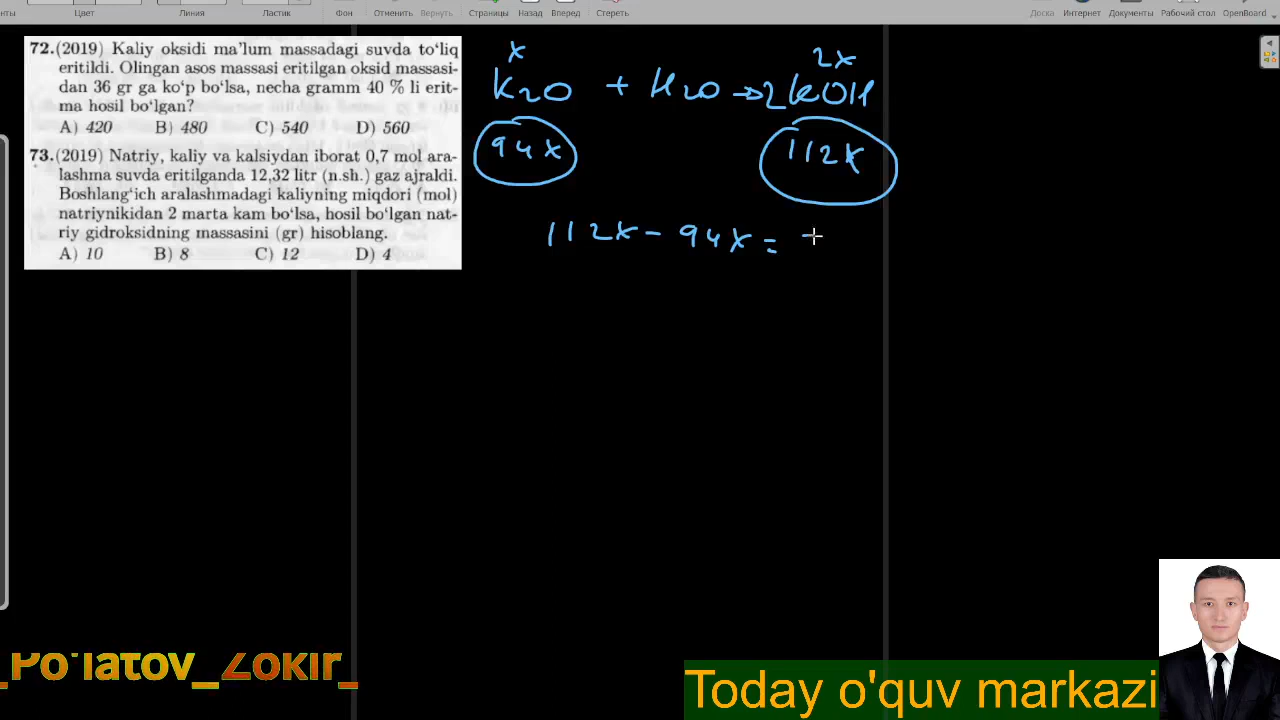 Цвет Линия Ластик Фон Отменить Вернуть Страницы Назад Вперед Стереть Доска Интернет Документы Рабочий стол OpenBoard
72.(2019) Kaliy oksidi ma'lum massadagi suvda to'liq
eritildi. Olingan asos massasi eritilgan oksid massasi-
dan 36 gr ga ko'p bo'lsa, necha gramm 40 % li erit-
ma hosil bo'lgan?
A) 420 B) 480 C) 540 D) 560
73.(2019) Natriy, kaliy va kalsiydan iborat 0,7 mol ara-
lashma suvda eritilganda 12,32 litr (n.sh.) gaz ajraldi.
Boshlang'ich aralashmadagi kaliyning miqdori (mol)
natriynikidan 2 marta kam bo'lsa, hosil bo'lgan nat-
riy gidroksidning massasini (gr) hisoblang.
A) 10 B) 8 C) 12 D) 4
x 2x
K2O + H2O → 2KOH
94x 112x
112x - 94x =
_Po'latov_Zokir_
Today o'quv markazi